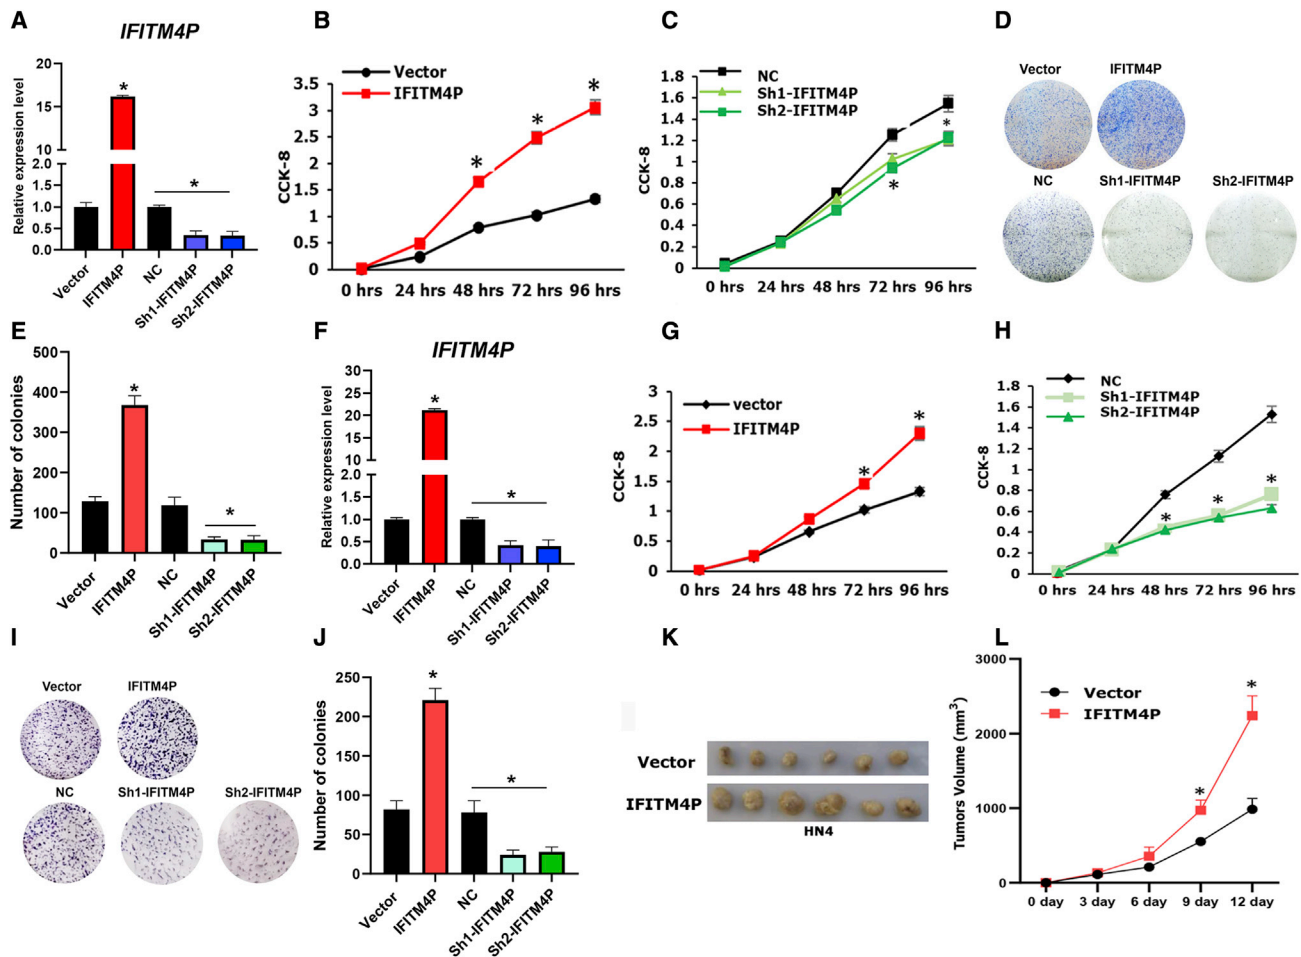 A
IFITM4P
Relative expression level
20
15
10
2.0
1.5
1.0
0.5
0.0
*
*
Vector
IFITM4P
NC
Sh1-IFITM4P
Sh2-IFITM4P
B
Vector
IFITM4P
CCK-8
3.5
3
2.5
2
1.5
1
0.5
0
*
*
*
0 hrs 24 hrs 48 hrs 72 hrs 96 hrs
C
NC
Sh1-IFITM4P
Sh2-IFITM4P
CCK-8
1.8
1.6
1.4
1.2
1
0.8
0.6
0.4
0.2
0
*
*
0 hrs 24 hrs 48 hrs 72 hrs 96 hrs
D
Vector IFITM4P
NC Sh1-IFITM4P Sh2-IFITM4P
E
Number of colonies
500
400
300
200
100
0
*
*
Vector
IFITM4P
NC
Sh1-IFITM4P
Sh2-IFITM4P
F
IFITM4P
Relative expression level
30
25
20
15
10
2.0
1.5
1.0
0.5
0.0
*
*
Vector
IFITM4P
NC
Sh1-IFITM4P
Sh2-IFITM4P
G
vector
IFITM4P
CCK-8
3
2.5
2
1.5
1
0.5
0
*
*
0 hrs 24 hrs 48 hrs 72 hrs 96 hrs
H
NC
Sh1-IFITM4P
Sh2-IFITM4P
CCK-8
1.8
1.6
1.4
1.2
1
0.8
0.6
0.4
0.2
0
*
*
*
0 hrs 24 hrs 48 hrs 72 hrs 96 hrs
I
Vector IFITM4P
NC Sh1-IFITM4P Sh2-IFITM4P
J
Number of colonies
250
200
150
100
50
0
*
*
Vector
IFITM4P
NC
Sh1-IFITM4P
Sh2-IFITM4P
K
Vector
IFITM4P
HN4
L
Vector
IFITM4P
Tumors Volume (mm³)
3000
2000
1000
0
*
*
0 day 3 day 6 day 9 day 12 day